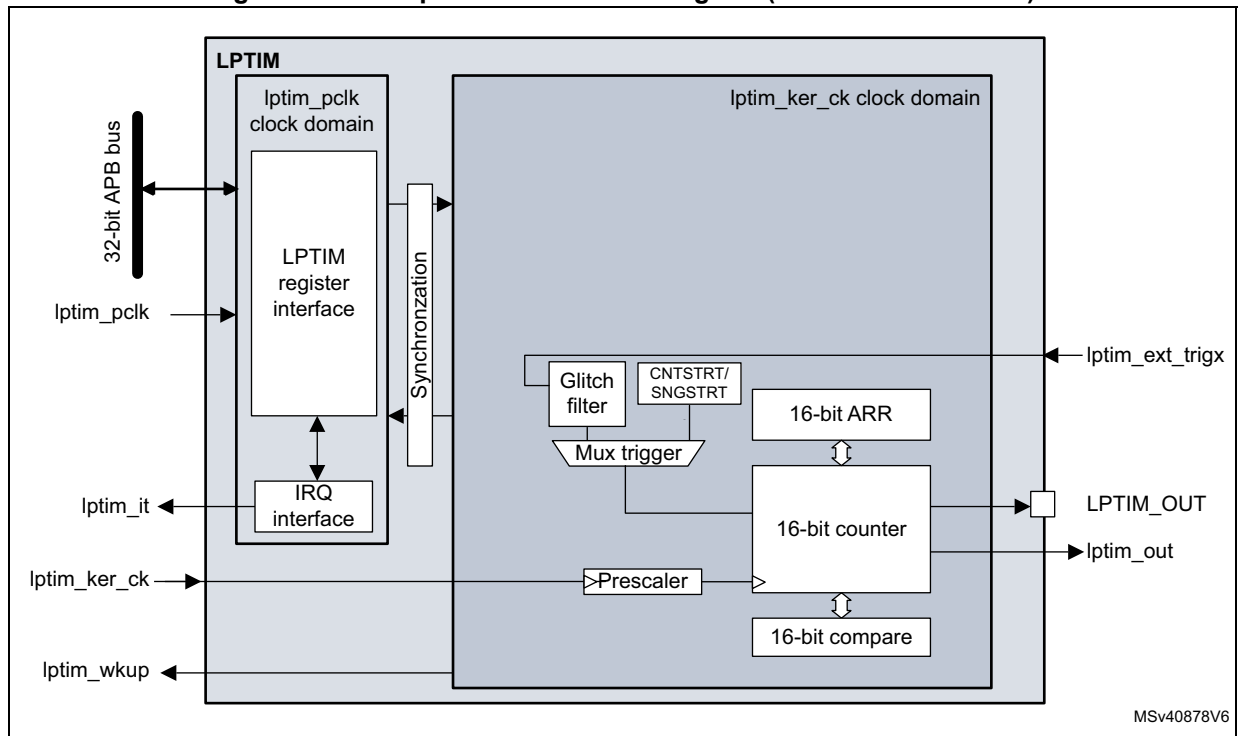 LPTIM
lptim_pclk
clock domain
lptim_ker_ck clock domain
32-bit APB bus
LPTIM
register
interface
Synchronzation
lptim_pclk
lptim_ext_trigx
Glitch
filter
CNTSTRT/
SNGSTRT
16-bit ARR
Mux trigger
IRQ
interface
lptim_it
16-bit counter
LPTIM_OUT
lptim_out
lptim_ker_ck
Prescaler
16-bit compare
lptim_wkup
MSv40878V6